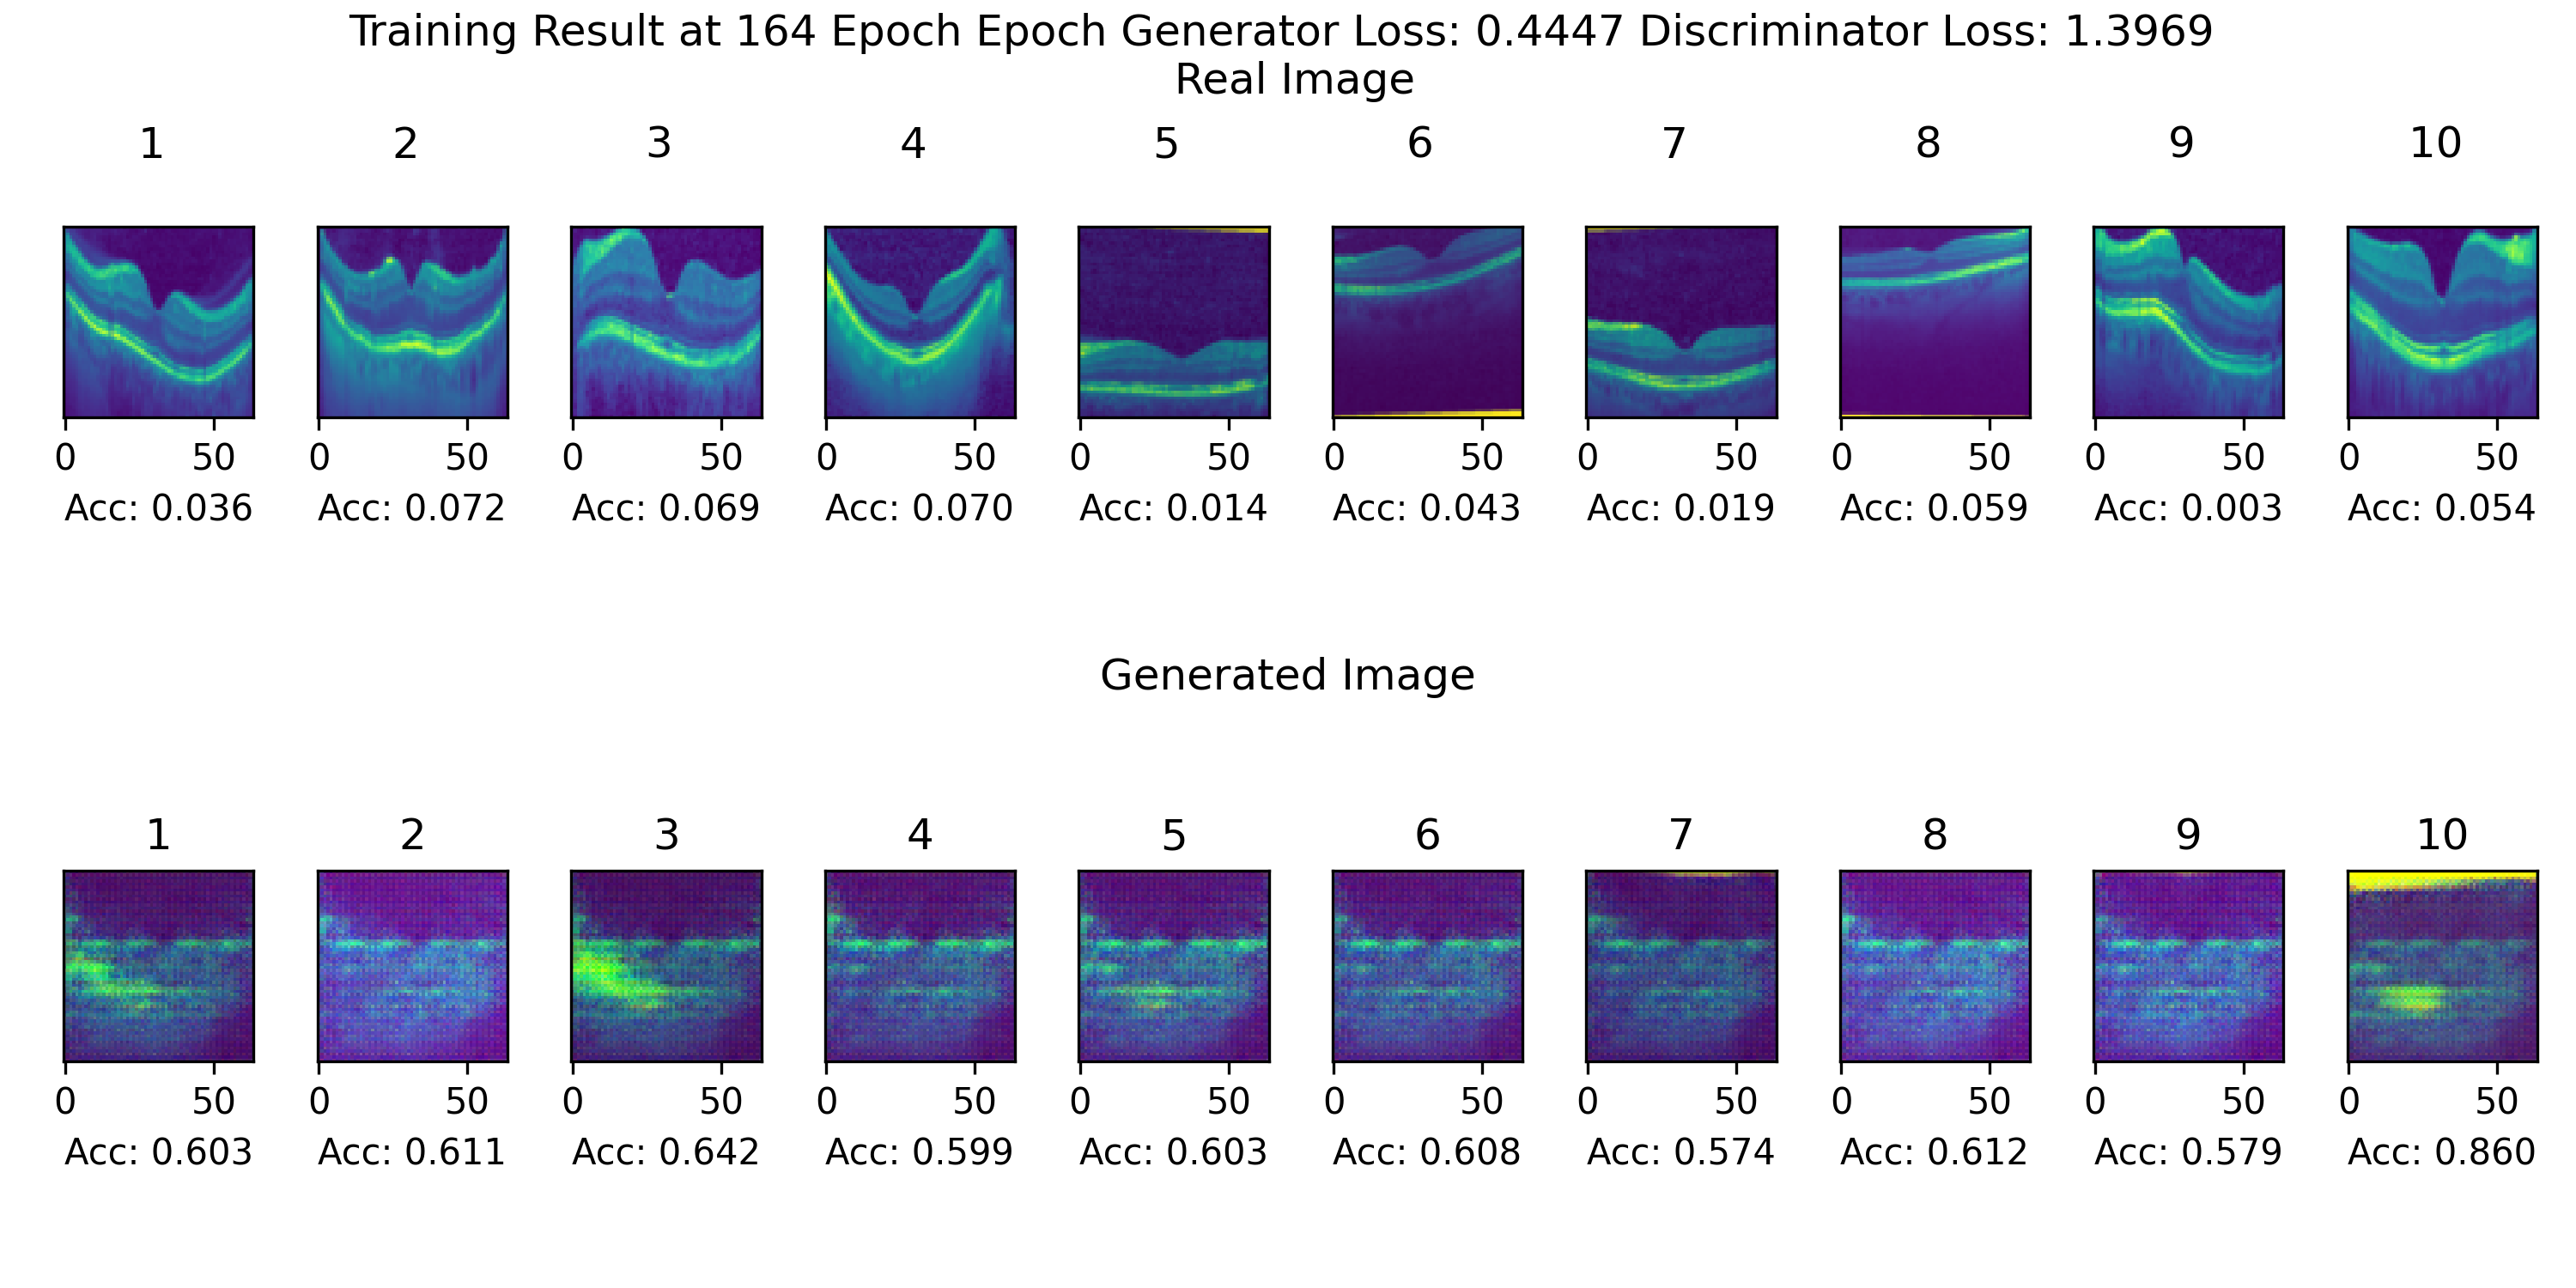 Training Result at 164 Epoch Epoch Generator Loss: 0.4447 Discriminator Loss: 1.3969
Real Image
1 2 3 4 5 6 7 8 9 10
0 50 0 50 0 50 0 50 0 50 0 50 0 50 0 50 0 50 0 50
Acc: 0.036 Acc: 0.072 Acc: 0.069 Acc: 0.070 Acc: 0.014 Acc: 0.043 Acc: 0.019 Acc: 0.059 Acc: 0.003 Acc: 0.054
Generated Image
1 2 3 4 5 6 7 8 9 10
0 50 0 50 0 50 0 50 0 50 0 50 0 50 0 50 0 50 0 50
Acc: 0.603 Acc: 0.611 Acc: 0.642 Acc: 0.599 Acc: 0.603 Acc: 0.608 Acc: 0.574 Acc: 0.612 Acc: 0.579 Acc: 0.860